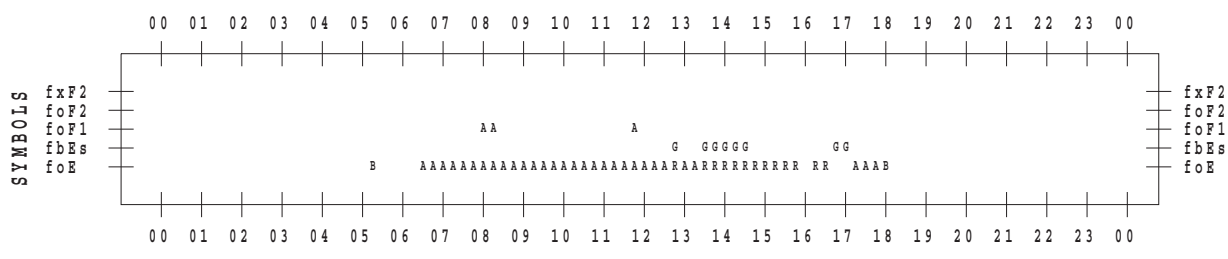 00 01 02 03 04 05 06 07 08 09 10 11 12 13 14 15 16 17 18 19 20 21 22 23 00
SYMBOLS
fxF2 fxF2
foF2 foF2
foF1 AA A foF1
fbEs G GGGGG GG fbEs
foE B AAAAAAAAAAAAAAAAAAAAAAAAARAARRRRRRRRRR RR AAAB foE
00 01 02 03 04 05 06 07 08 09 10 11 12 13 14 15 16 17 18 19 20 21 22 23 00